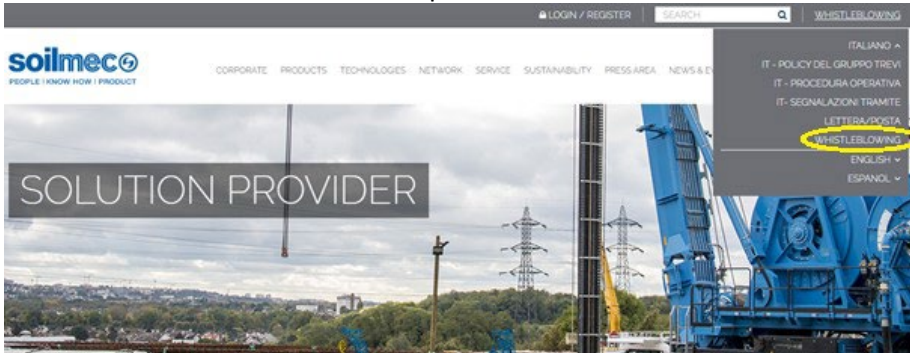 LOGIN / REGISTER SEARCH WHISTLEBLOWING
soilmec
PEOPLE | KNOW HOW | PRODUCT
CORPORATE PRODUCTS TECHNOLOGIES NETWORK SERVICE SUSTAINABILITY PRESS AREA NEWS & E
ITALIANO
IT - POLICY DEL GRUPPO TREVI
IT - PROCEDURA OPERATIVA
IT- SEGNALAZIONI TRAMITE
LETTERA/POSTA
WHISTLEBLOWING
ENGLISH
ESPANOL
SOLUTION PROVIDER